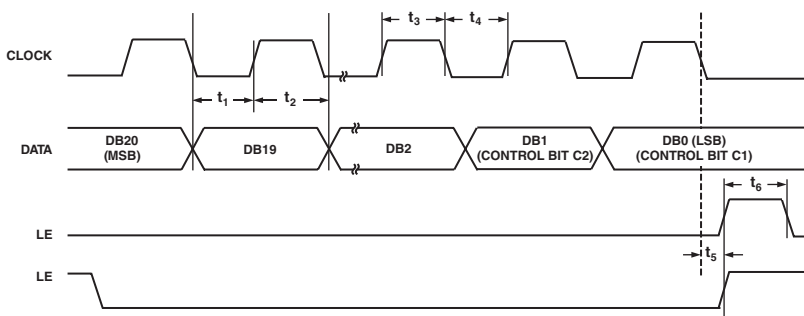 t3 t4
CLOCK
t1 t2
DATA
DB20
(MSB)
DB19
DB2
DB1
(CONTROL BIT C2)
DB0 (LSB)
(CONTROL BIT C1)
t6
LE
t5
LE